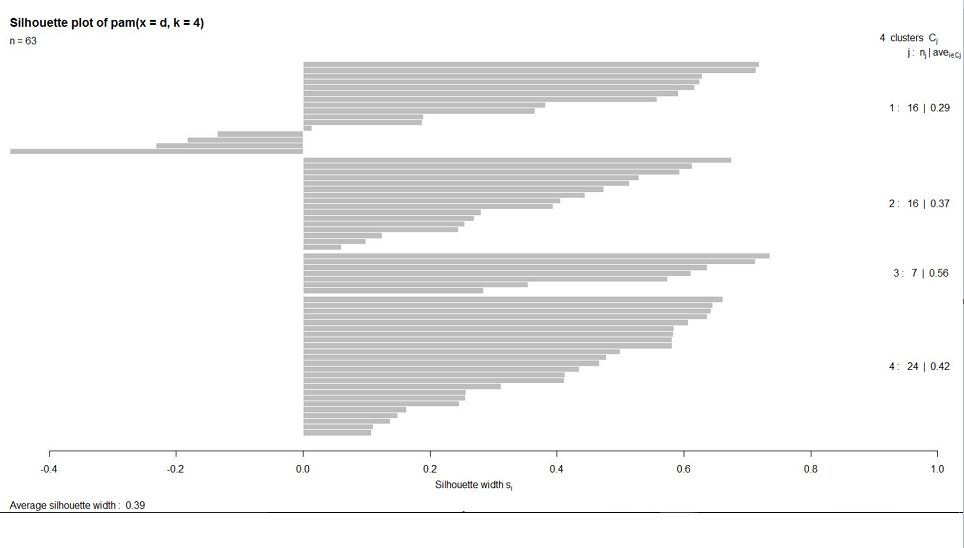 Silhouette plot of pam(x = d, k = 4)
n = 63
4 clusters Cj
j : nj | avei∈Cj
1 : 16 | 0.29
2 : 16 | 0.37
3 : 7 | 0.56
4 : 24 | 0.42
-0.4 -0.2 0.0 0.2 0.4 0.6 0.8 1.0
Silhouette width si
Average silhouette width : 0.39